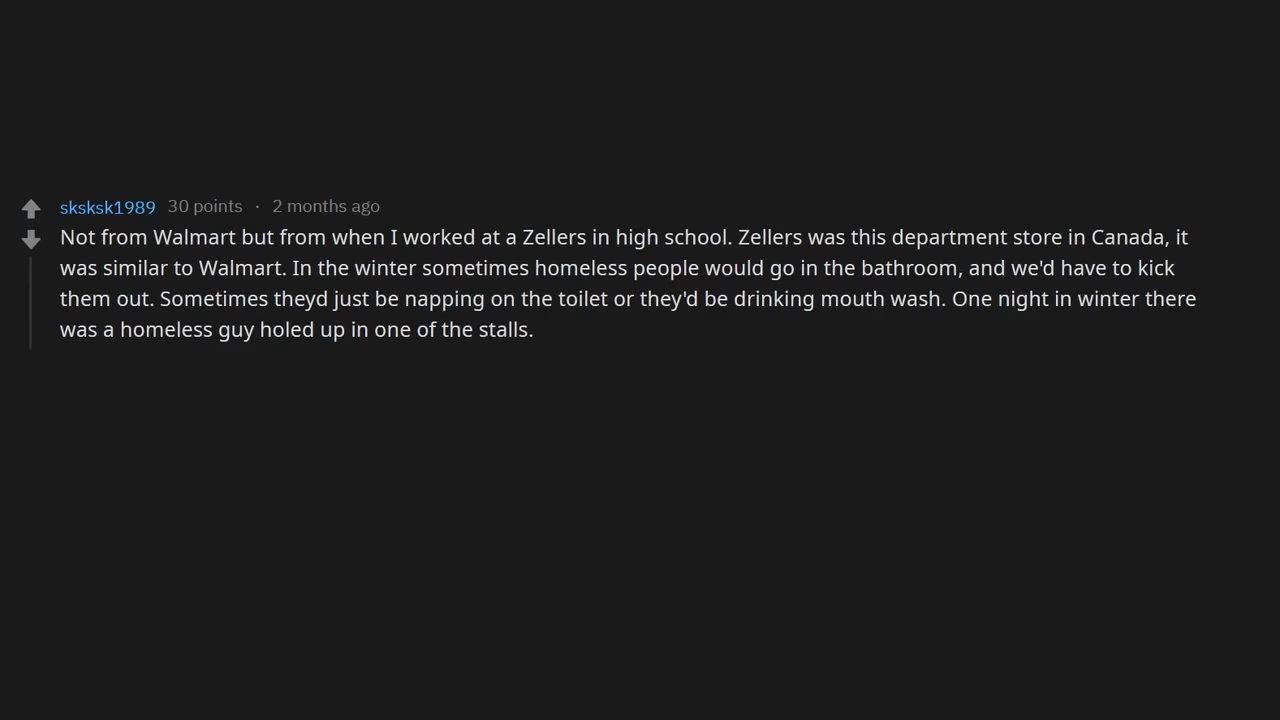 sksksk1989 30 points · 2 months ago
Not from Walmart but from when I worked at a Zellers in high school. Zellers was this department store in Canada, it
was similar to Walmart. In the winter sometimes homeless people would go in the bathroom, and we'd have to kick
them out. Sometimes theyd just be napping on the toilet or they'd be drinking mouth wash. One night in winter there
was a homeless guy holed up in one of the stalls.